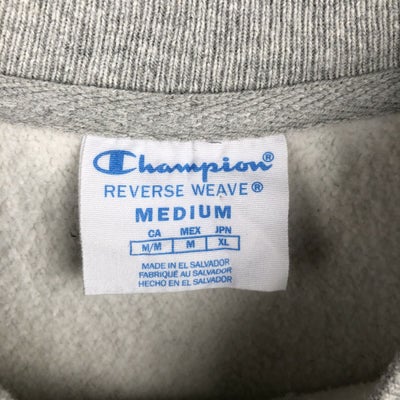 Champion®
REVERSE WEAVE®
MEDIUM
CA MEX JPN
M/M M XL
MADE IN EL SALVADOR
FABRIQUÉ AU SALVADOR
HECHO EN EL SALVADOR